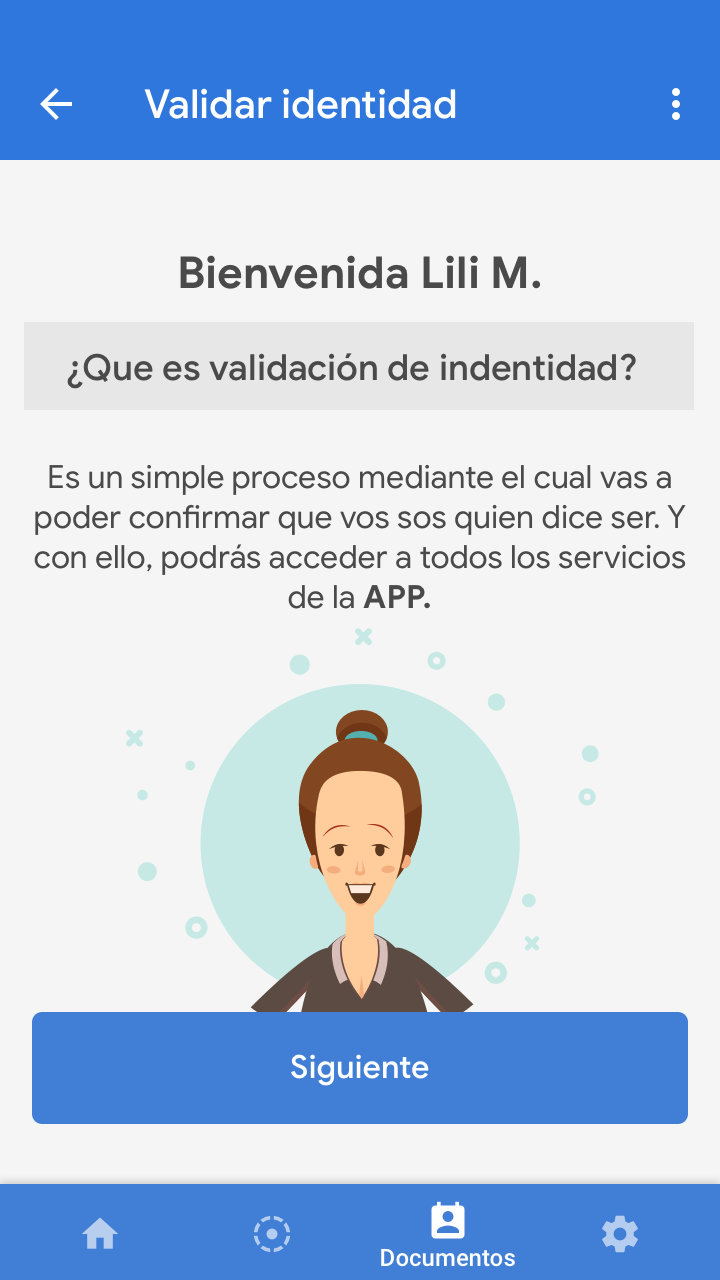 Validar identidad
Bienvenida Lili M.
¿Que es validación de indentidad?
Es un simple proceso mediante el cual vas a
poder confirmar que vos sos quien dice ser. Y
con ello, podrás acceder a todos los servicios
de la APP.
Siguiente
Documentos